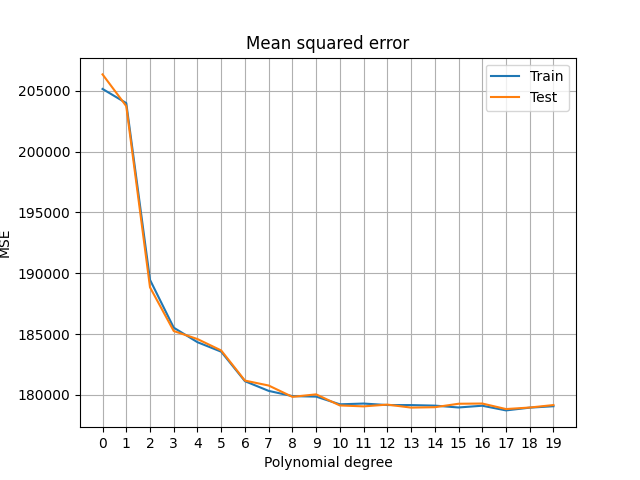 Mean squared error
Train
Test
205000
200000
195000
190000
185000
180000
MSE
0 1 2 3 4 5 6 7 8 9 10 11 12 13 14 15 16 17 18 19
Polynomial degree